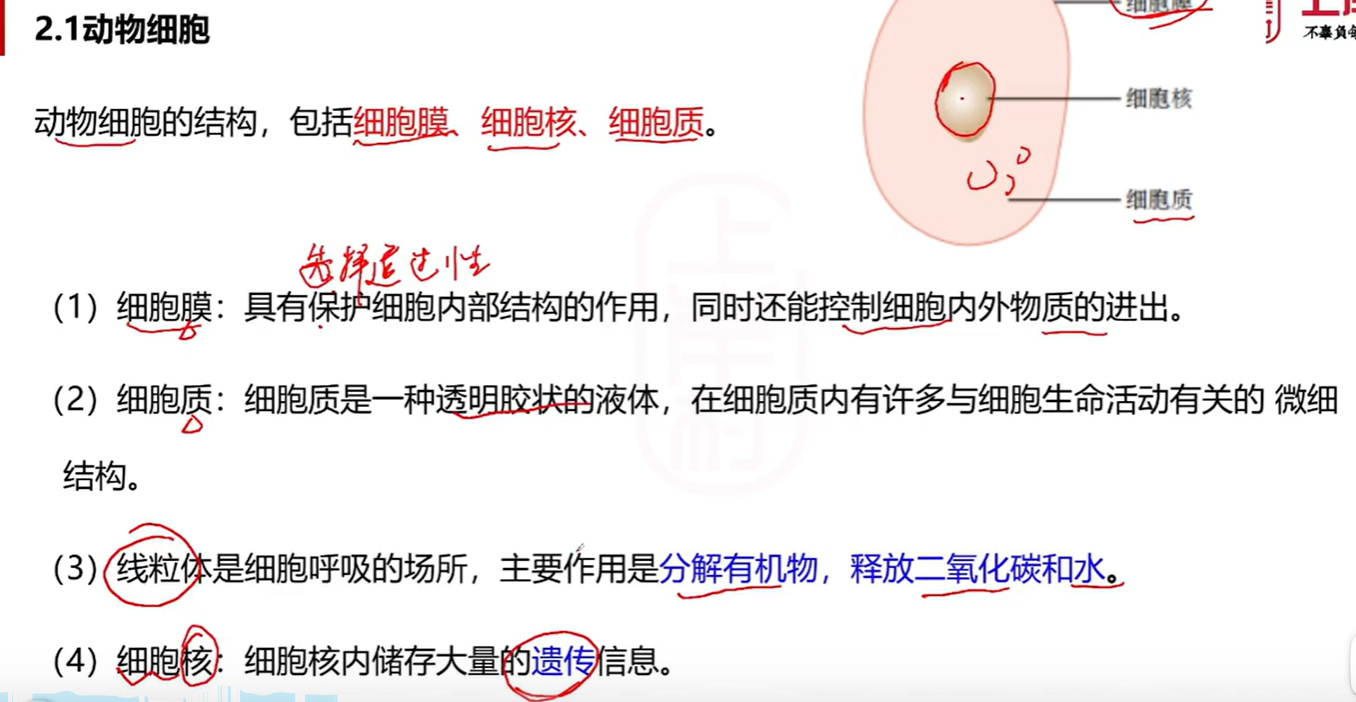 2.1动物细胞
细胞膜
不辜負每
动物细胞的结构，包括细胞膜、细胞核、细胞质。
细胞核
细胞质
选择透过性
（1）细胞膜：具有保护细胞内部结构的作用，同时还能控制细胞内外物质的进出。
（2）细胞质：细胞质是一种透明胶状的液体，在细胞质内有许多与细胞生命活动有关的 微细
结构。
（3）线粒体是细胞呼吸的场所，主要作用是分解有机物，释放二氧化碳和水。
（4）细胞核：细胞核内储存大量的遗传信息。